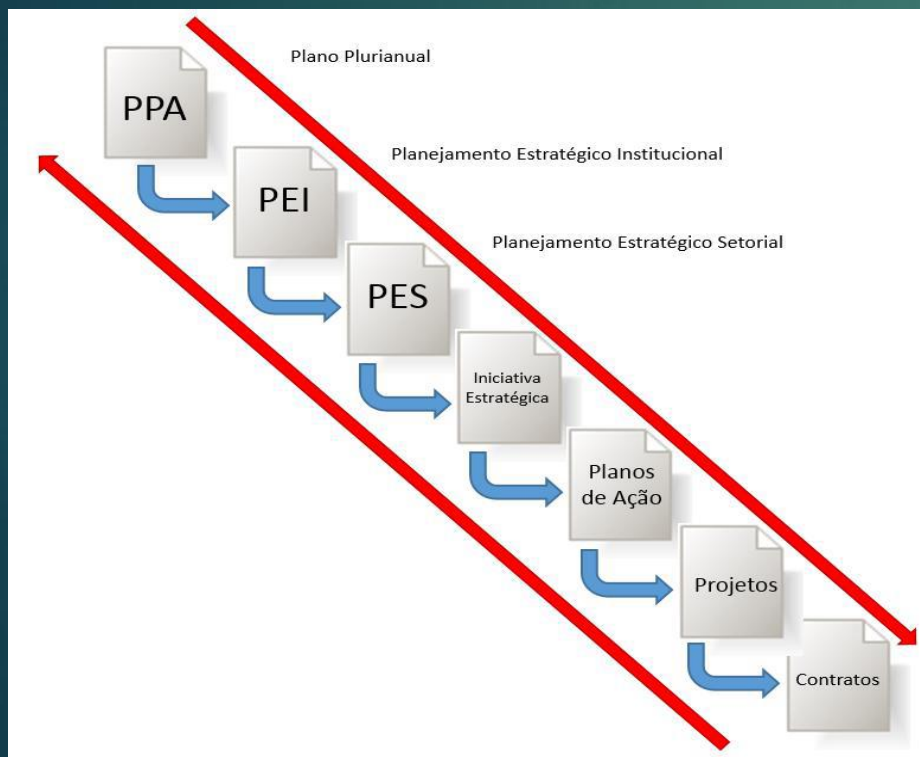 Plano Plurianual
PPA
Planejamento Estratégico Institucional
PEI
Planejamento Estratégico Setorial
PES
Iniciativa
Estratégica
Planos
de Ação
Projetos
Contratos